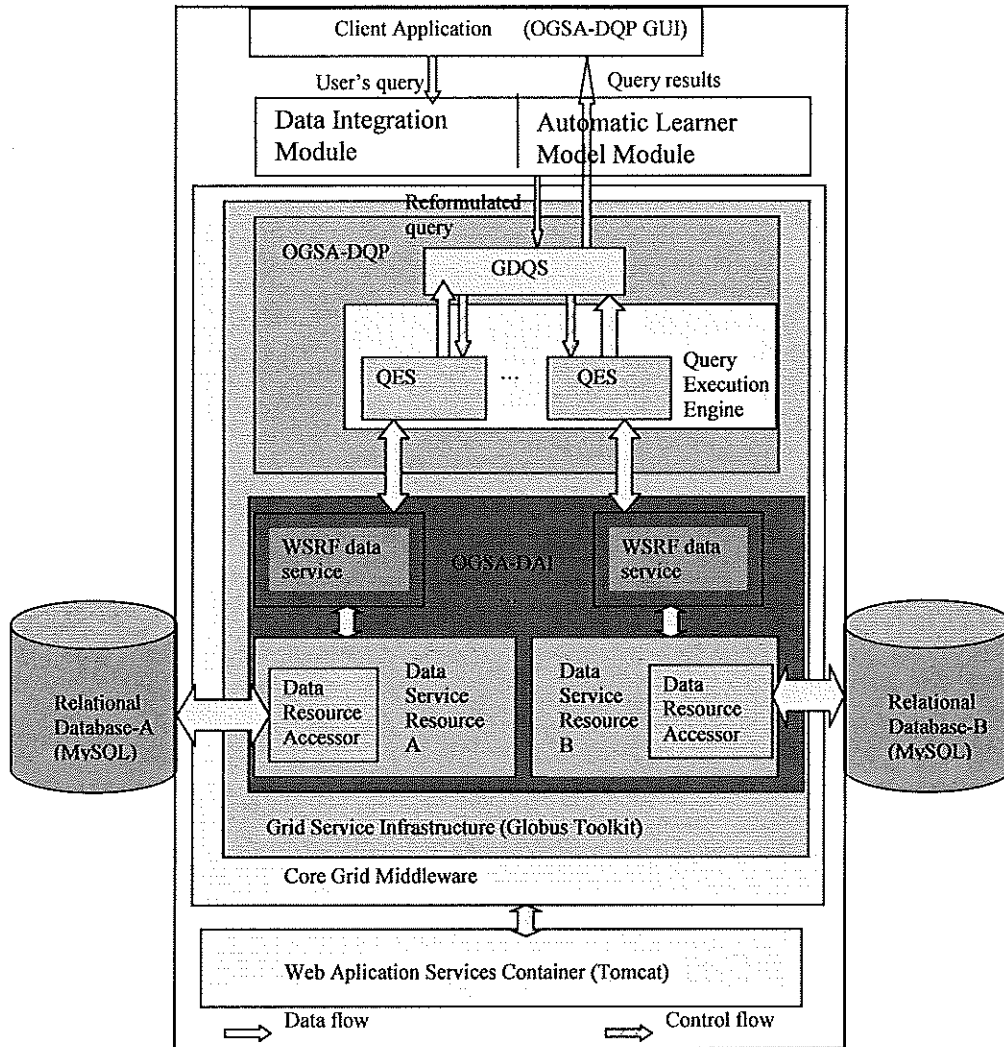 Client Application (OGSA-DQP GUI)
User's query
Query results
Data Integration
Module
Automatic Learner
Model Module
Reformulated
query
OGSA-DQP
GDQS
QES
...
QES
Query
Execution
Engine
WSRF data
service
OGSA-DAI
...
WSRF data
service
Relational
Database-A
(MySQL)
Data
Resource
Accessor
Data
Service
Resource
A
Data
Service
Resource
B
Data
Resource
Accessor
Relational
Database-B
(MySQL)
Grid Service Infrastructure (Globus Toolkit)
Core Grid Middleware
Web Aplication Services Container (Tomcat)
Data flow
Control flow